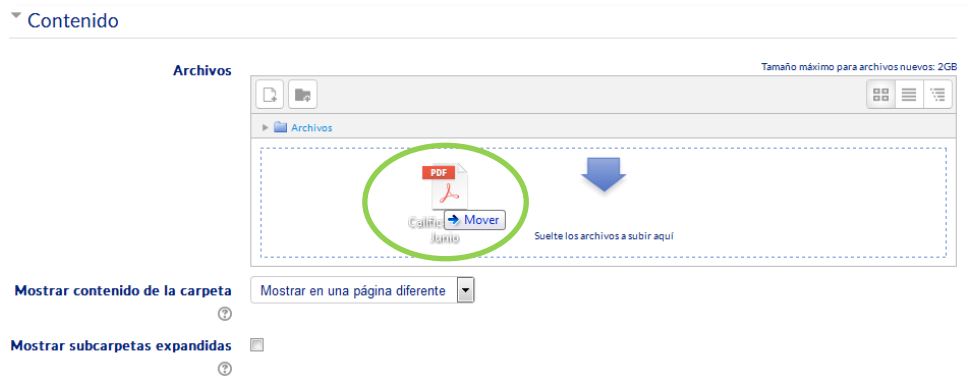 Contenido
Archivos
Tamaño máximo para archivos nuevos: 2GB
Archivos
PDF
Mover
Junio
Suelte los archivos a subir aquí
Mostrar contenido de la carpeta
Mostrar en una página diferente
Mostrar subcarpetas expandidas